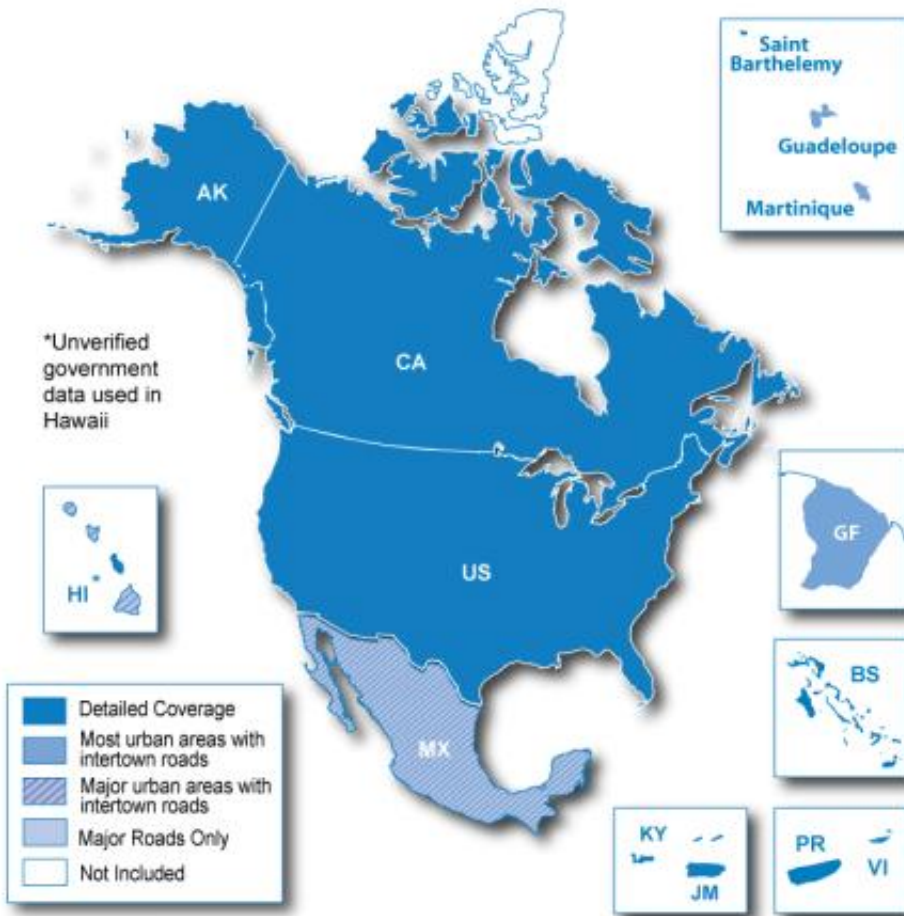 Saint
Barthelemy
Guadeloupe
Martinique
AK
CA
*Unverified
government
data used in
Hawaii
HI
US
GF
BS
MX
Detailed Coverage
Most urban areas with
intertown roads
Major urban areas with
intertown roads
Major Roads Only
Not Included
KY
JM
PR
VI